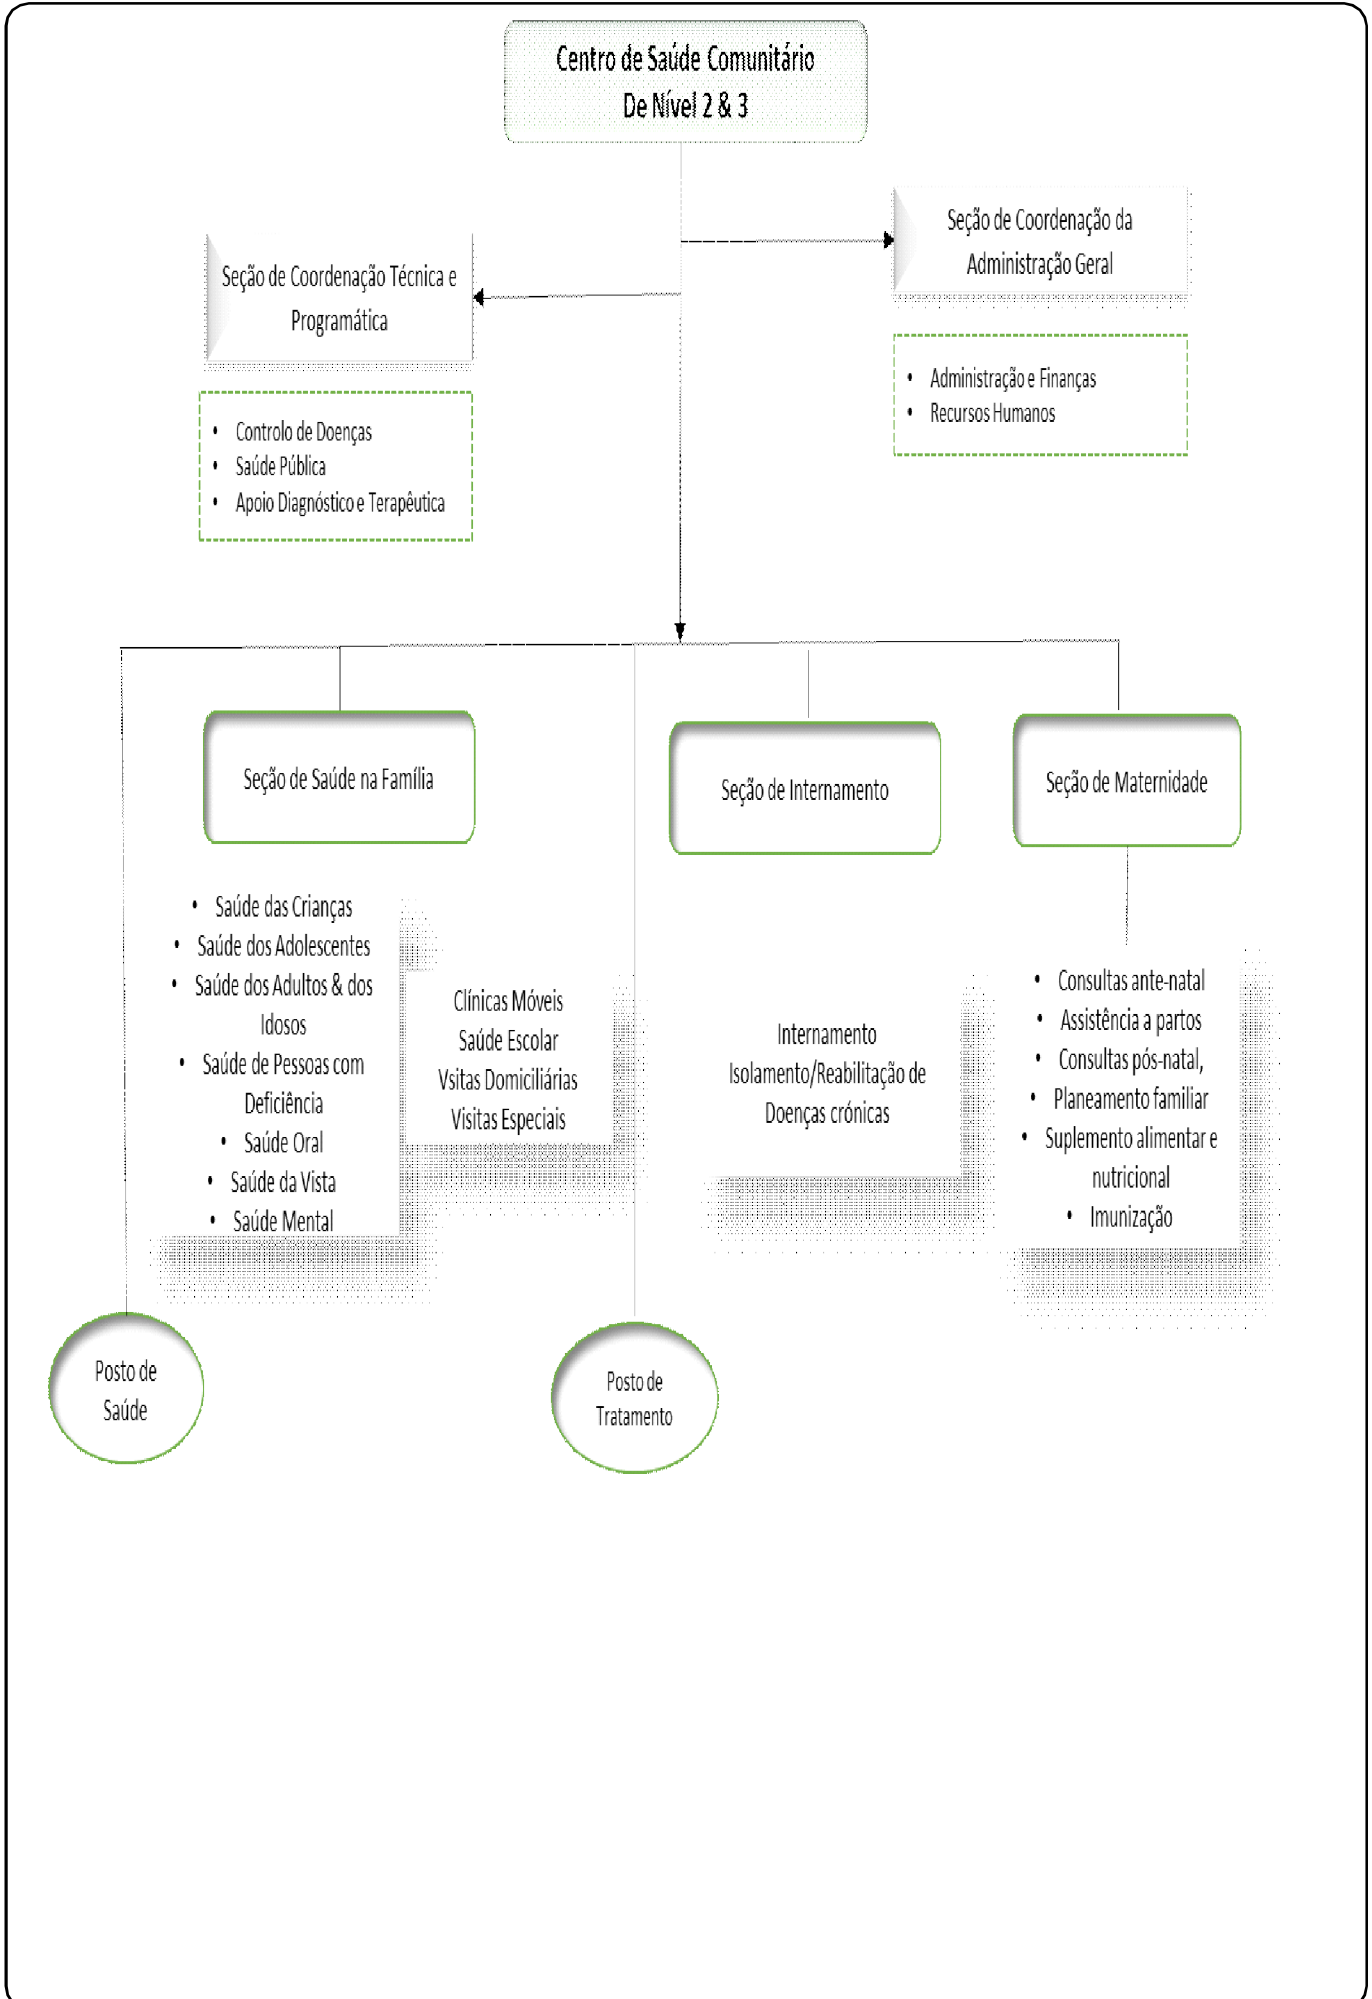 Centro de Saúde Comunitário
De Nível 2 & 3
Seção de Coordenação da
Administração Geral
Seção de Coordenação Técnica e
Programática
• Administração e Finanças
• Recursos Humanos
• Controlo de Doenças
• Saúde Pública
• Apoio Diagnóstico e Terapêutica
Seção de Saúde na Família
Seção de Internamento
Seção de Maternidade
• Saúde das Crianças
• Saúde dos Adolescentes
• Saúde dos Adultos & dos
Idosos
• Saúde de Pessoas com
Deficiência
• Saúde Oral
• Saúde da Vista
• Saúde Mental
Clínicas Móveis
Saúde Escolar
Vsitas Domiciliárias
Visitas Especiais
Internamento
Isolamento/Reabilitação de
Doenças crónicas
• Consultas ante-natal
• Assistência a partos
• Consultas pós-natal,
• Planeamento familiar
• Suplemento alimentar e
nutricional
• Imunização
Posto de
Saúde
Posto de
Tratamento